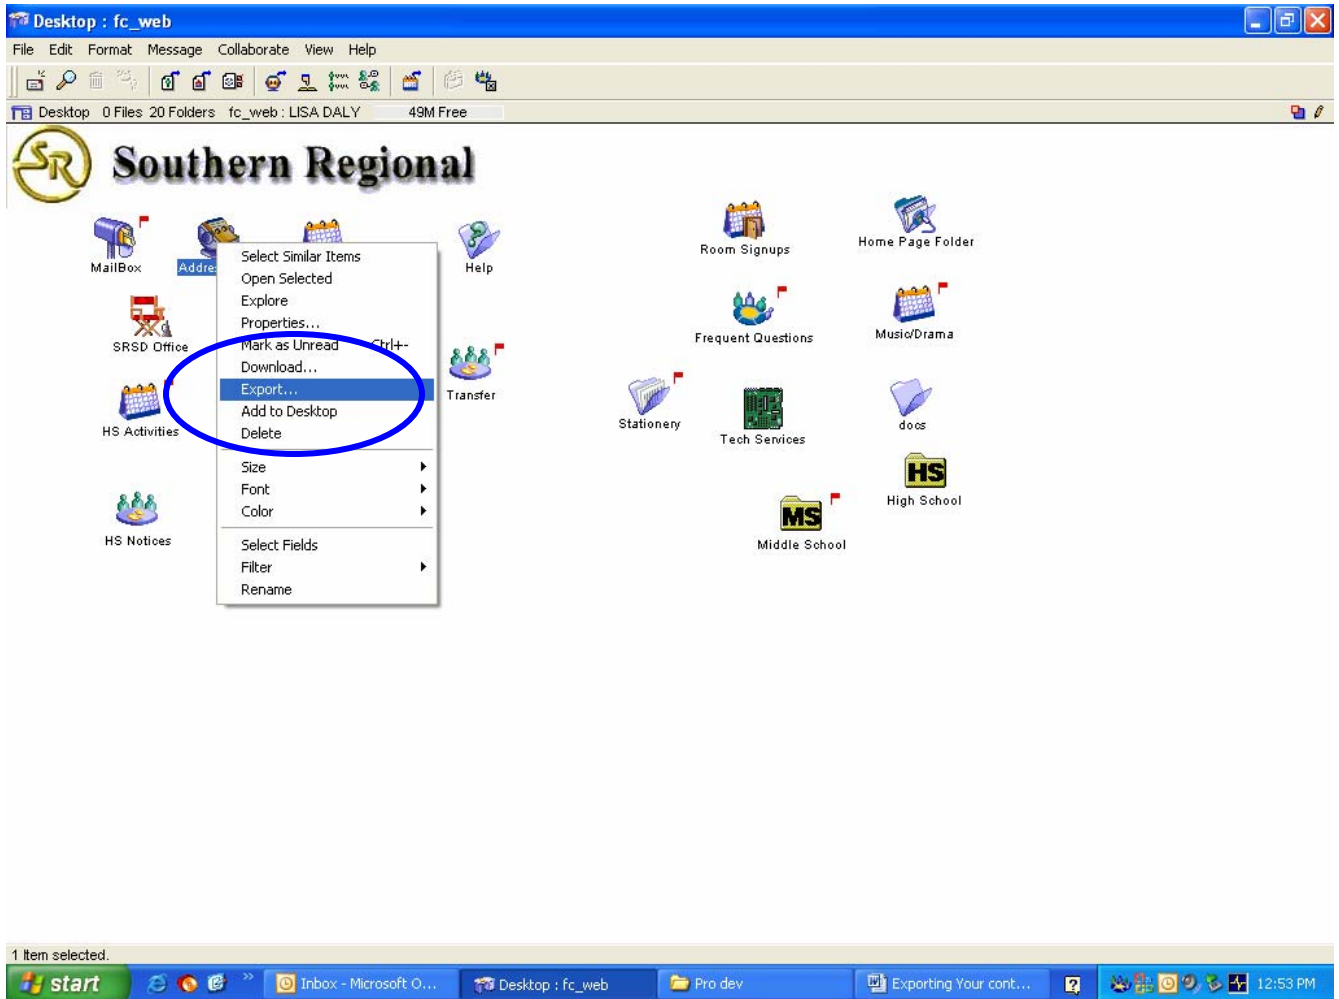 Desktop : fc_web
File Edit Format Message Collaborate View Help
Desktop 0 Files 20 Folders fc_web : LISA DALY 49M Free
SR Southern Regional
MailBox
Addre
Help
Room Signups
Home Page Folder
SRSD Office
Frequent Questions
Music/Drama
HS Activities
Transfer
Stationery
Tech Services
docs
HS
High School
HS Notices
MS
Middle School
Select Similar Items
Open Selected
Explore
Properties...
Mark as Unread Ctrl+-
Download...
Export...
Add to Desktop
Delete
Size
Font
Color
Select Fields
Filter
Rename
1 Item selected.
start » Inbox - Microsoft O... Desktop : fc_web Pro dev Exporting Your cont... 12:53 PM